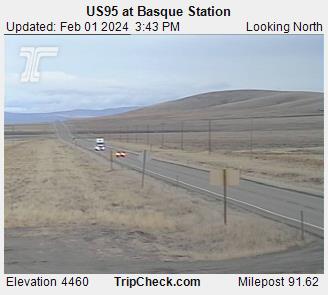 US95 at Basque Station
Updated: Feb 01 2024 3:43 PM Looking North
Elevation 4460 TripCheck.com Milepost 91.62